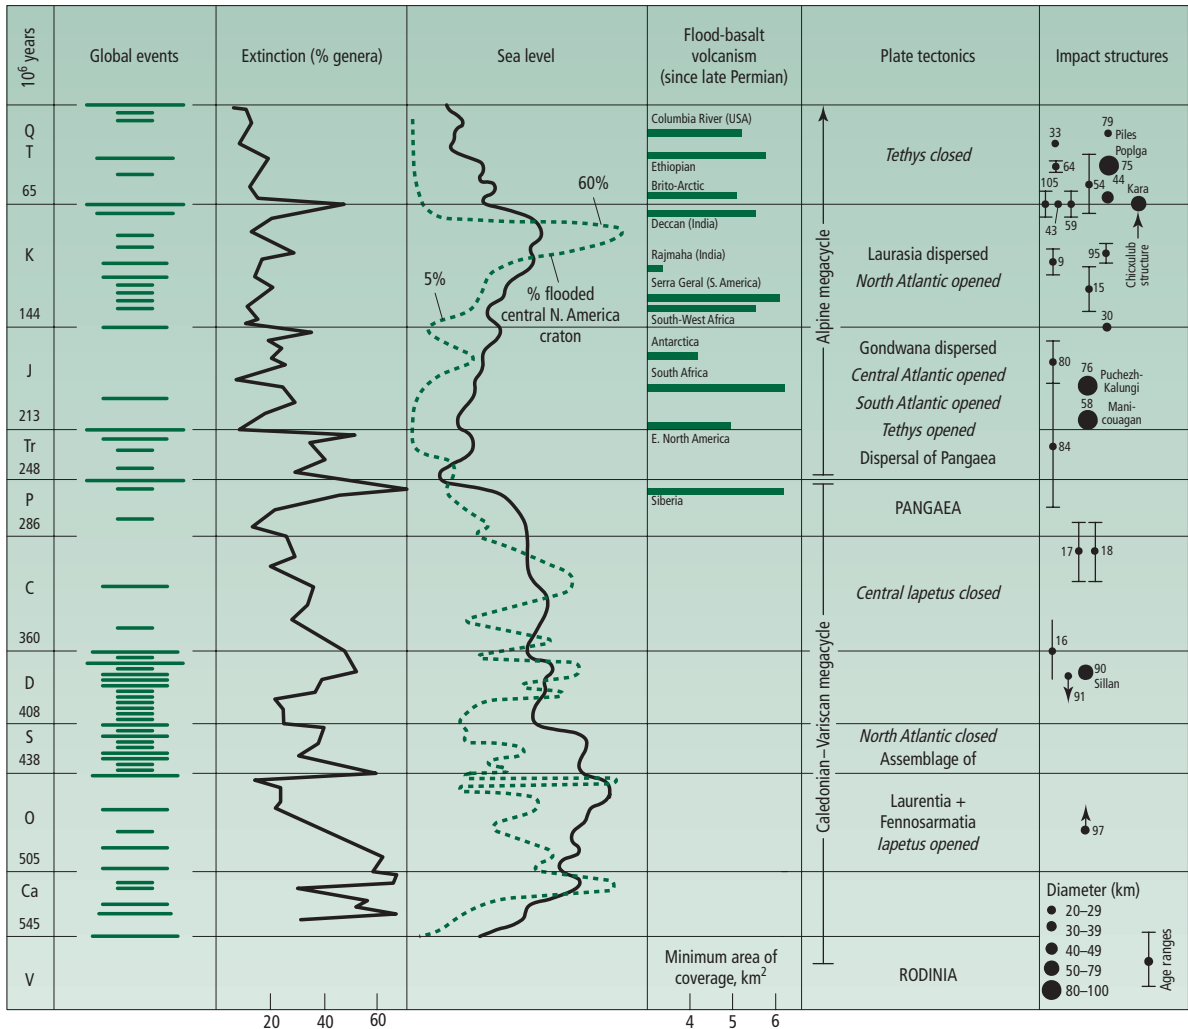 10⁶ years
Global events
Extinction (% genera)
Sea level
Flood-basalt
volcanism
(since late Permian)
Plate tectonics
Impact structures
Q
T
65
K
144
J
213
Tr
248
P
286
C
360
D
408
S
438
O
505
Ca
545
V
20
40
60
60%
5%
% flooded
central N. America
craton
Columbia River (USA)
Ethiopian
Brito-Arctic
Deccan (India)
Rajmaha (India)
Serra Geral (S. America)
South-West Africa
Antarctica
South Africa
E. North America
Siberia
Minimum area of
coverage, km²
4
5
6
Alpine megacycle
Caledonian–Variscan megacycle
Tethys closed
Laurasia dispersed
North Atlantic opened
Gondwana dispersed
Central Atlantic opened
South Atlantic opened
Tethys opened
Dispersal of Pangaea
PANGAEA
Central Iapetus closed
North Atlantic closed
Assemblage of
Laurentia +
Fennosarmatia
Iapetus opened
RODINIA
33
79
Piles
Poplga
64
75
105
54
44
Kara
43
59
Chicxulub
structure
9
95
15
30
80
76
Puchezh-
Kalungi
58
Mani-
couagan
84
17
18
16
90
Sillan
91
97
Diameter (km)
20–29
30–39
40–49
50–79
80–100
Age ranges